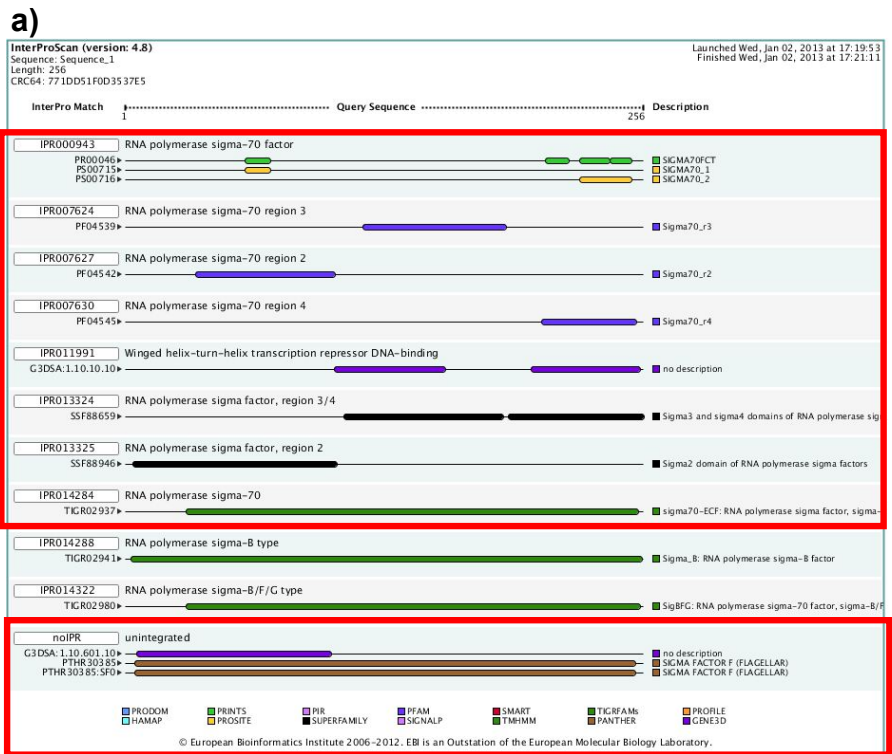 a)
InterProScan (version: 4.8)
Sequence: Sequence_1
Length: 256
CRC64: 771DD51F0D3537E5
Launched Wed, Jan 02, 2013 at 17:19:53
Finished Wed, Jan 02, 2013 at 17:21:11
InterPro Match Query Sequence Description
1 256
IPR000943 RNA polymerase sigma-70 factor
PR00046 SIGMA70FCT
PS00715 SIGMA70_1
PS00716 SIGMA70_2
IPR007624 RNA polymerase sigma-70 region 3
PF04539 Sigma70_r3
IPR007627 RNA polymerase sigma-70 region 2
PF04542 Sigma70_r2
IPR007630 RNA polymerase sigma-70 region 4
PF04545 Sigma70_r4
IPR011991 Winged helix-turn-helix transcription repressor DNA-binding
G3DSA:1.10.10.10 no description
IPR013324 RNA polymerase sigma factor, region 3/4
SSF88659 Sigma3 and sigma4 domains of RNA polymerase sig
IPR013325 RNA polymerase sigma factor, region 2
SSF88946 Sigma2 domain of RNA polymerase sigma factors
IPR014284 RNA polymerase sigma-70
TIGR02937 sigma70-ECF: RNA polymerase sigma factor, sigma-
IPR014288 RNA polymerase sigma-B type
TIGR02941 Sigma_B: RNA polymerase sigma-B factor
IPR014322 RNA polymerase sigma-B/F/G type
TIGR02980 SigBFG: RNA polymerase sigma-70 factor, sigma-B/F
noIPR unintegrated
G3DSA:1.10.601.10 no description
PTHR30385 SIGMA FACTOR F (FLAGELLAR)
PTHR30385:SF0 SIGMA FACTOR F (FLAGELLAR)
PRODOM PRINTS PIR PFAM SMART TIGRFAMs PROFILE
HAMAP PROSITE SUPERFAMILY SIGNALP TMHMM PANTHER GENE3D
© European Bioinformatics Institute 2006-2012. EBI is an Outstation of the European Molecular Biology Laboratory.